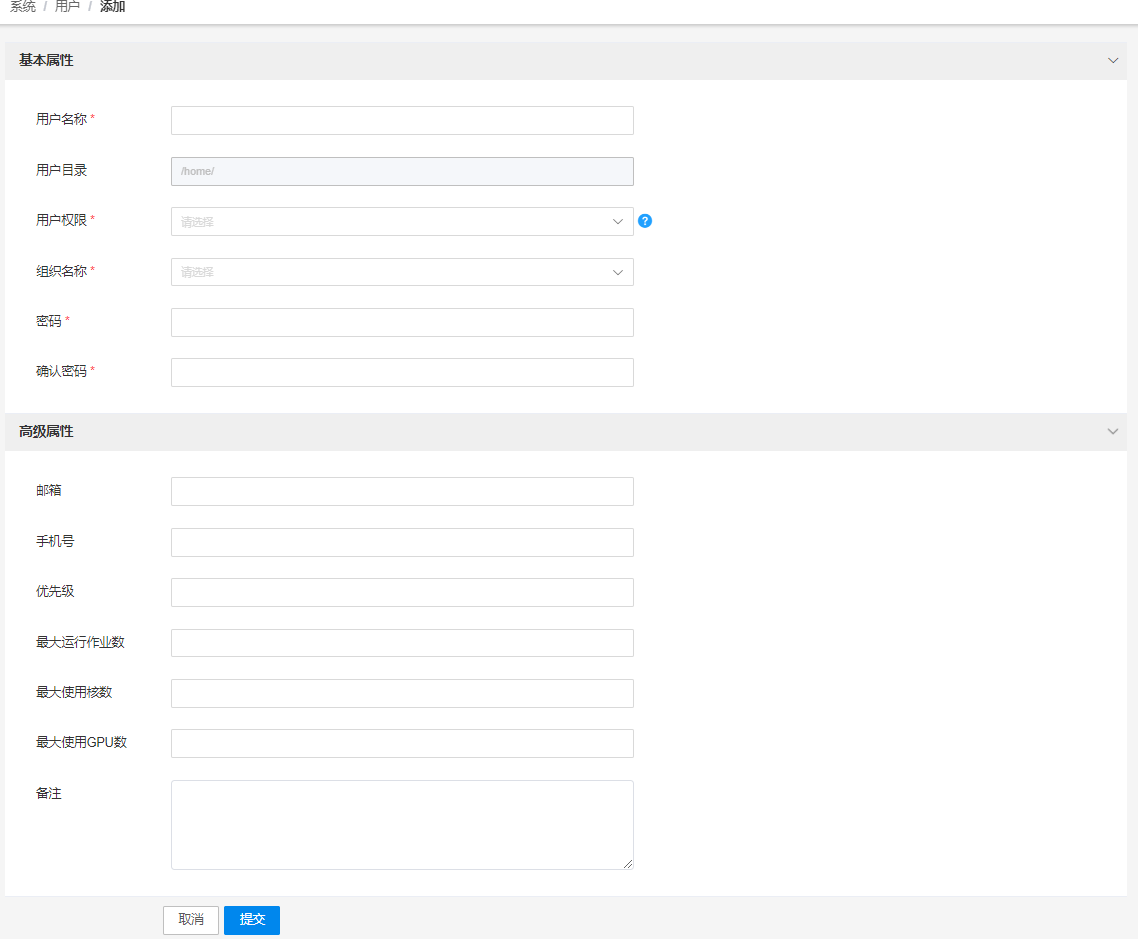 系统 / 用户 / 添加
基本属性
用户名称 *
用户目录 /home/
用户权限 * 请选择 ?
组织名称 * 请选择
密码 *
确认密码 *
高级属性
邮箱
手机号
优先级
最大运行作业数
最大使用核数
最大使用GPU数
备注
取消 提交